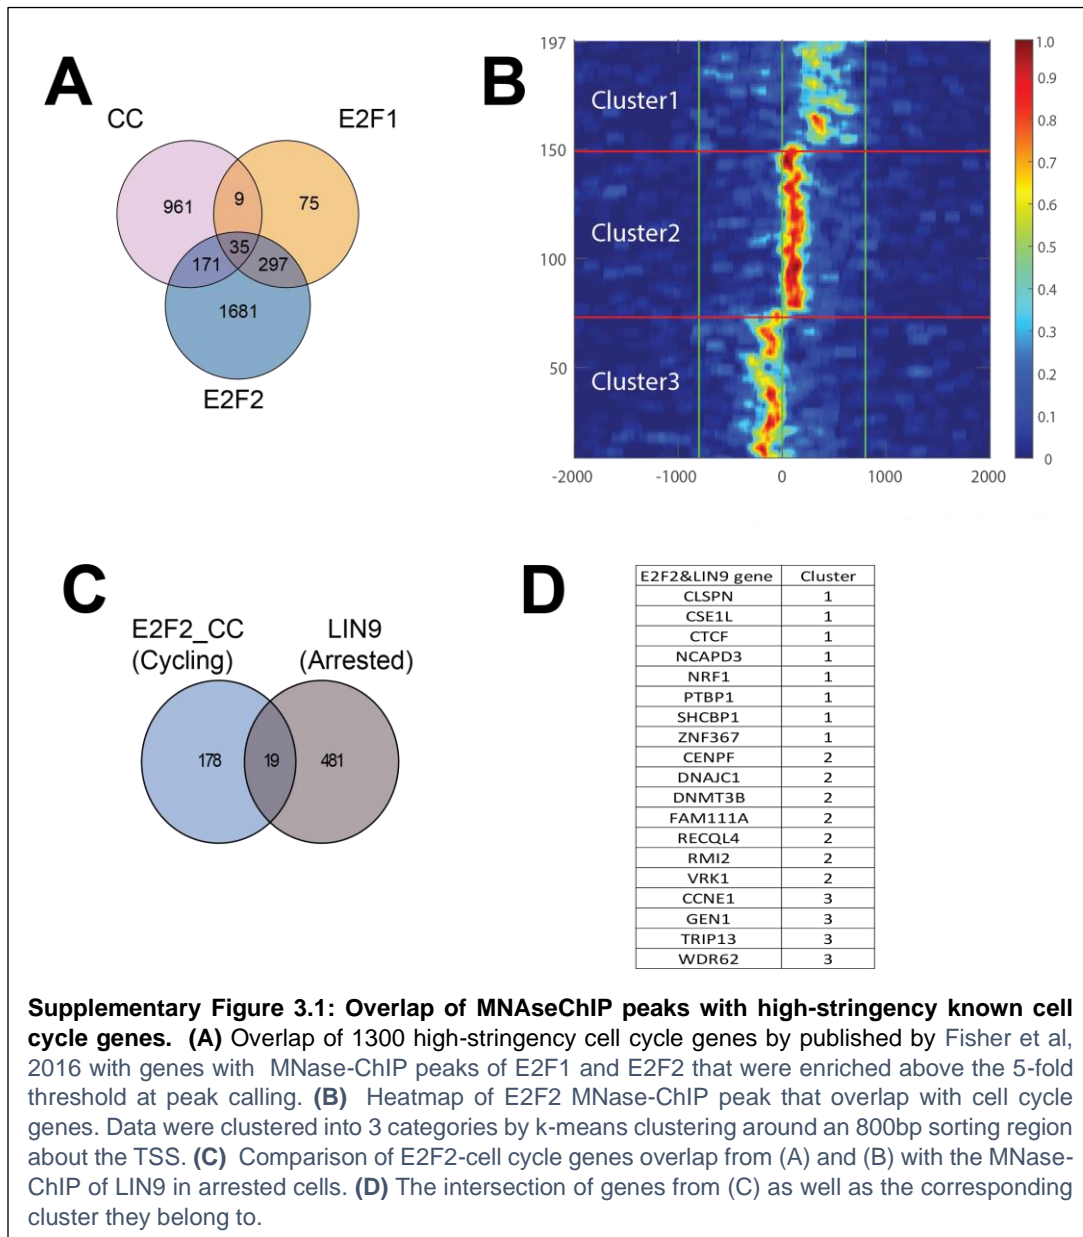 A
CC
E2F1
961
9
75
35
171
297
1681
E2F2
B
197
150
100
50
Cluster1
Cluster2
Cluster3
-2000
-1000
0
1000
2000
1.0
0.9
0.8
0.7
0.6
0.5
0.4
0.3
0.2
0.1
0
C
E2F2_CC
(Cycling)
LIN9
(Arrested)
178
19
481
D
E2F2&LIN9 gene Cluster
CLSPN 1
CSE1L 1
CTCF 1
NCAPD3 1
NRF1 1
PTBP1 1
SHCBP1 1
ZNF367 1
CENPF 2
DNAJC1 2
DNMT3B 2
FAM111A 2
RECQL4 2
RMI2 2
VRK1 2
CCNE1 3
GEN1 3
TRIP13 3
WDR62 3
Supplementary Figure 3.1: Overlap of MNAseChIP peaks with high-stringency known cell
cycle genes. (A) Overlap of 1300 high-stringency cell cycle genes by published by Fisher et al,
2016 with genes with MNase-ChIP peaks of E2F1 and E2F2 that were enriched above the 5-fold
threshold at peak calling. (B) Heatmap of E2F2 MNase-ChIP peak that overlap with cell cycle
genes. Data were clustered into 3 categories by k-means clustering around an 800bp sorting region
about the TSS. (C) Comparison of E2F2-cell cycle genes overlap from (A) and (B) with the MNase-
ChIP of LIN9 in arrested cells. (D) The intersection of genes from (C) as well as the corresponding
cluster they belong to.